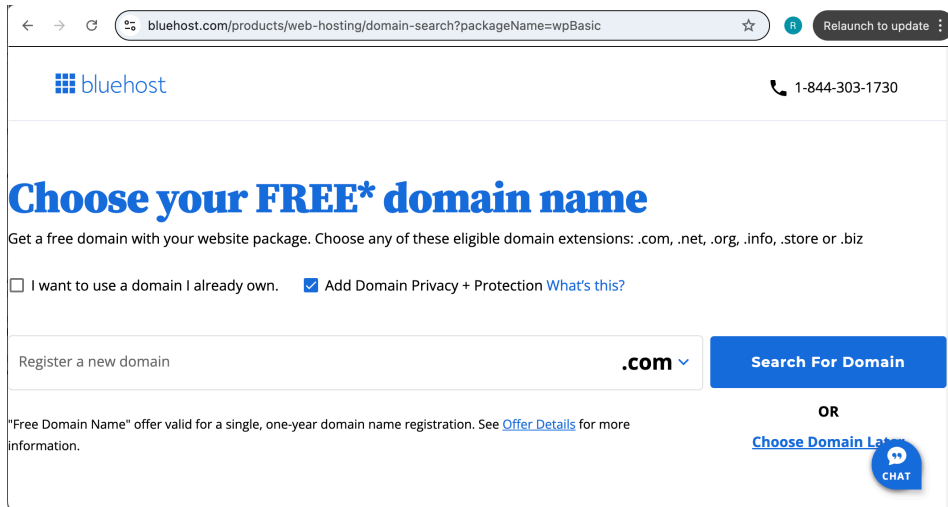 bluehost.com/products/web-hosting/domain-search?packageName=wpBasic
R
Relaunch to update
bluehost
1-844-303-1730
Choose your FREE* domain name
Get a free domain with your website package. Choose any of these eligible domain extensions: .com, .net, .org, .info, .store or .biz
I want to use a domain I already own.
Add Domain Privacy + Protection What's this?
Register a new domain
.com
Search For Domain
"Free Domain Name" offer valid for a single, one-year domain name registration. See Offer Details for more
information.
OR
Choose Domain Later
CHAT